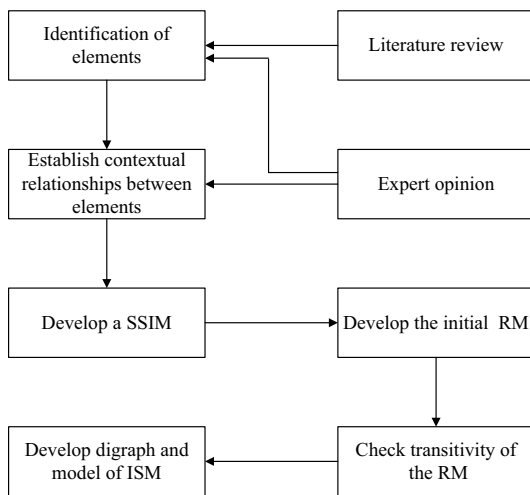 Identification of
elements
Literature review
Establish contextual
relationships between
elements
Expert opinion
Develop a SSIM
Develop the initial RM
Develop digraph and
model of ISM
Check transitivity of
the RM